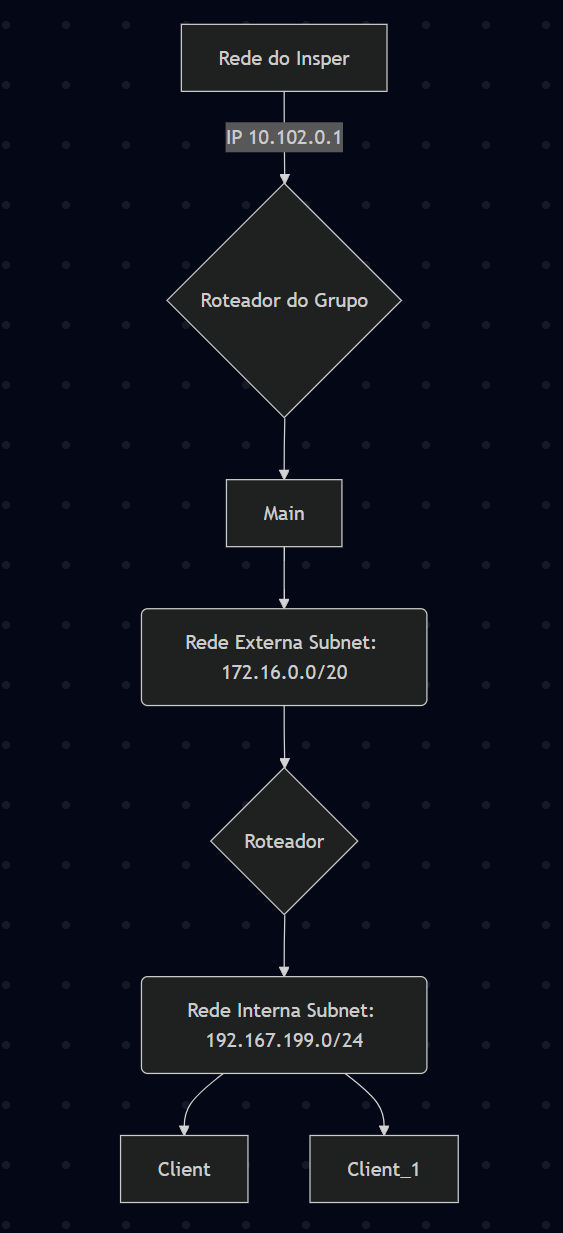 Rede do Insper
IP 10.102.0.1
Roteador do Grupo
Main
Rede Externa Subnet:
172.16.0.0/20
Roteador
Rede Interna Subnet:
192.167.199.0/24
Client
Client_1